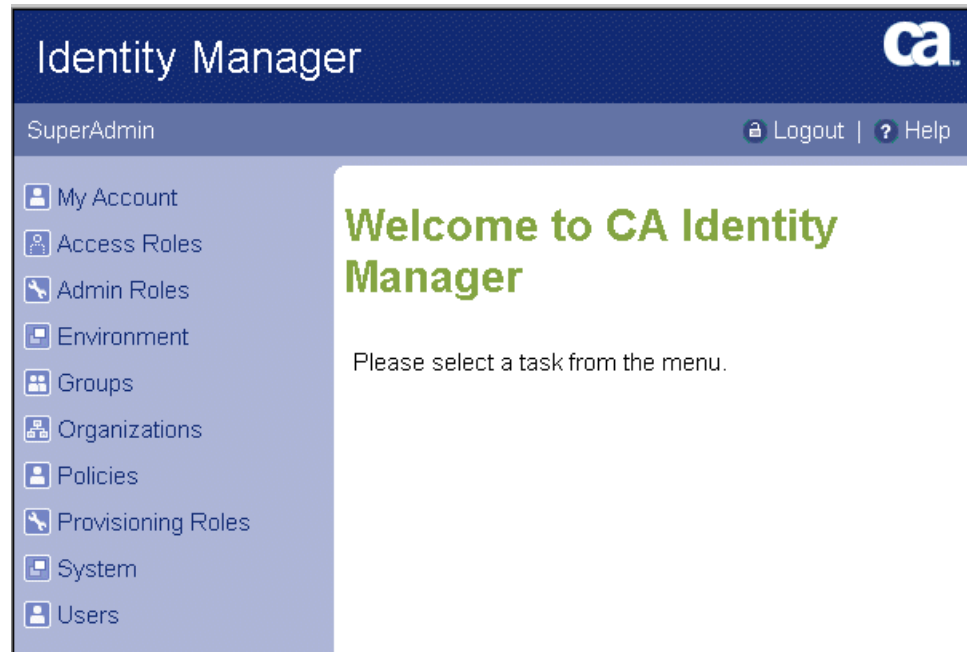 Identity Manager
ca
SuperAdmin
Logout | ? Help
My Account
Access Roles
Admin Roles
Environment
Groups
Organizations
Policies
Provisioning Roles
System
Users
Welcome to CA Identity
Manager
Please select a task from the menu.